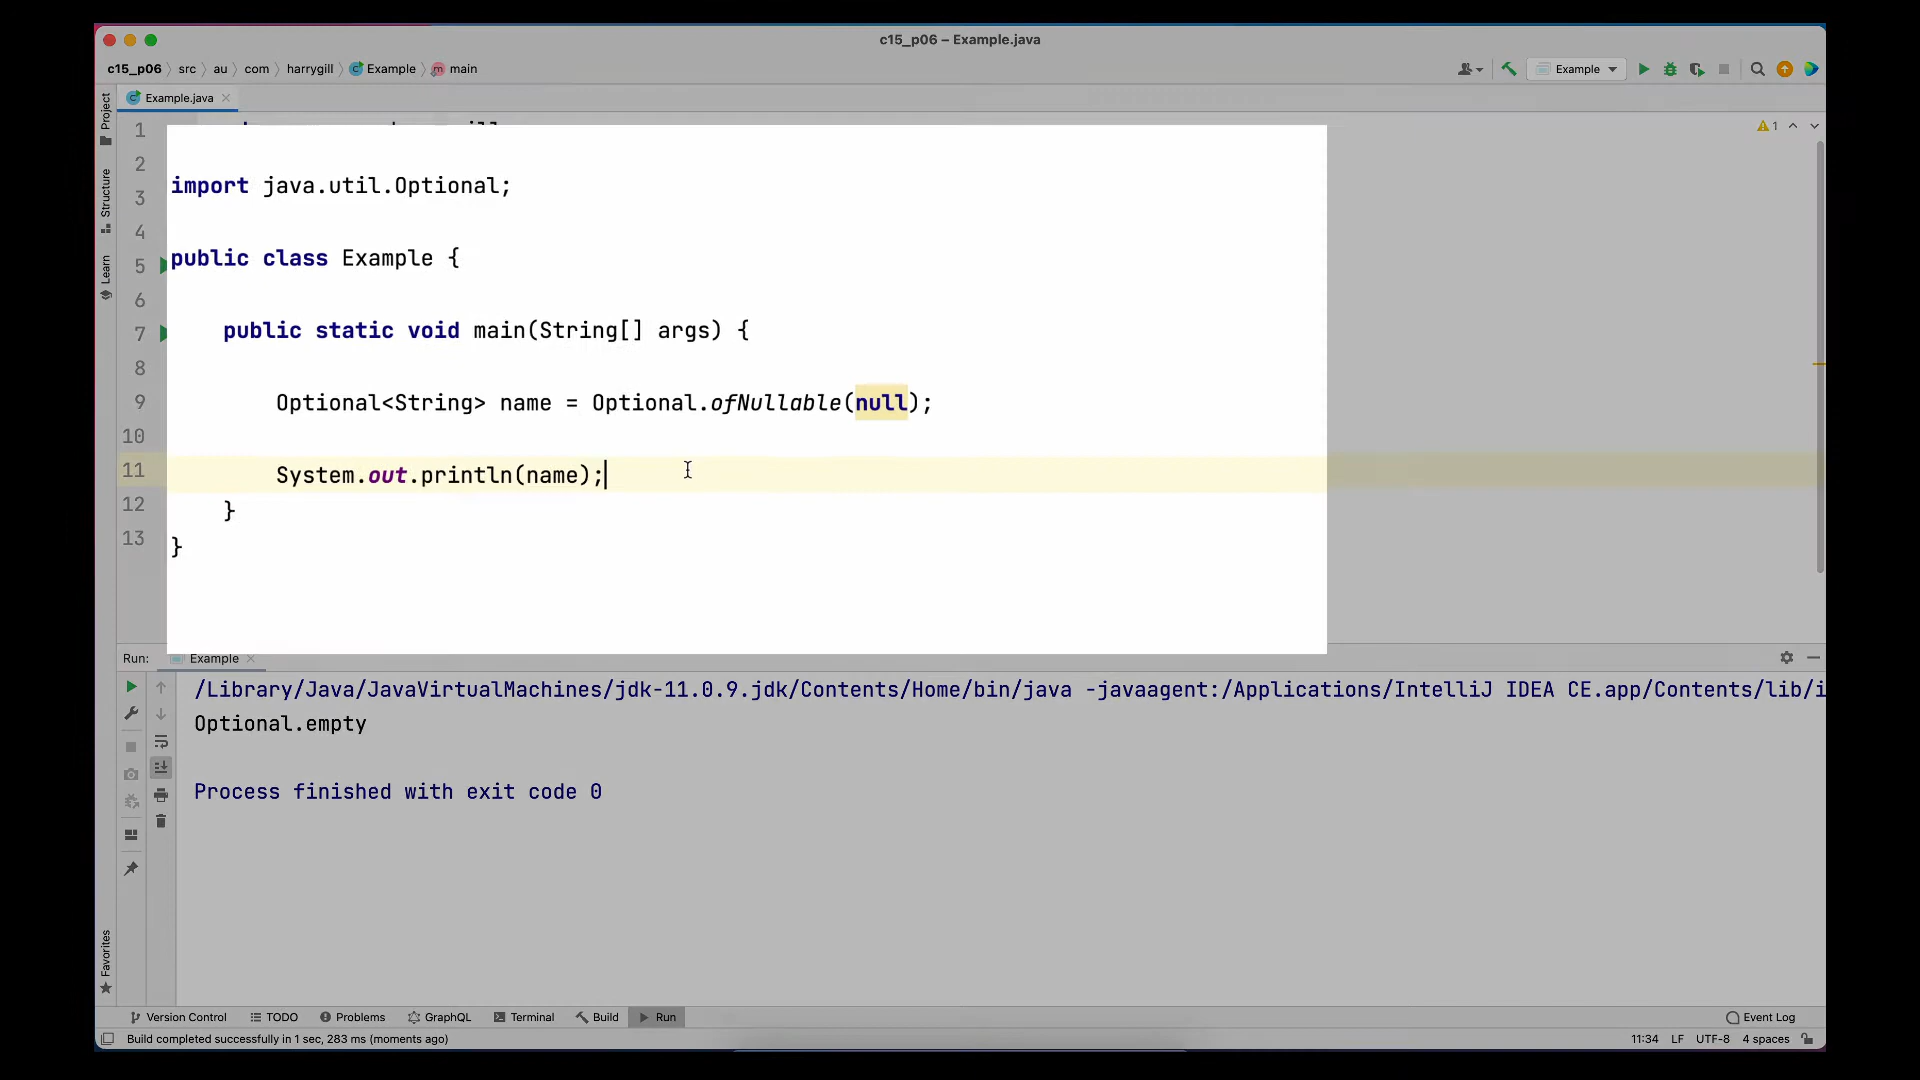 c15_p06 – Example.java
c15_p06 src au com harrygill Example main
Example
Example.java
1
Project
1
2
Structure
3
import java.util.Optional;
4
Learn
5
public class Example {
6
7
public static void main(String[] args) {
8
9
Optional<String> name = Optional.ofNullable(null);
10
11
System.out.println(name);
12
}
13
}
Run: Example
/Library/Java/JavaVirtualMachines/jdk-11.0.9.jdk/Contents/Home/bin/java -javaagent:/Applications/IntelliJ IDEA CE.app/Contents/lib/i
Optional.empty
Process finished with exit code 0
Favorites
Version Control TODO Problems GraphQL Terminal Build Run Event Log
Build completed successfully in 1 sec, 283 ms (moments ago) 11:34 LF UTF-8 4 spaces